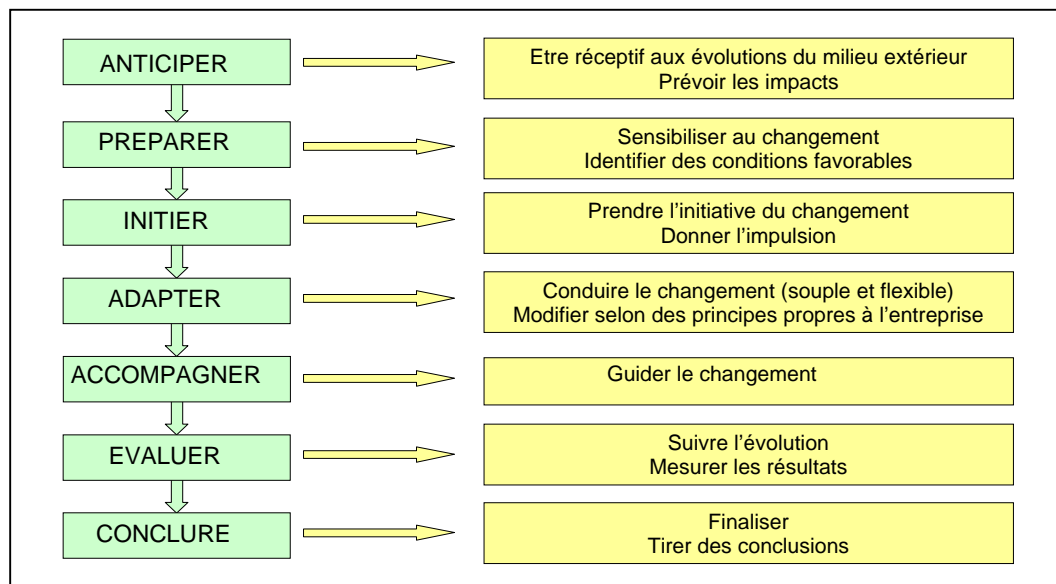 ANTICIPER
Etre réceptif aux évolutions du milieu extérieur
Prévoir les impacts
PREPARER
Sensibiliser au changement
Identifier des conditions favorables
INITIER
Prendre l’initiative du changement
Donner l’impulsion
ADAPTER
Conduire le changement (souple et flexible)
Modifier selon des principes propres à l’entreprise
ACCOMPAGNER
Guider le changement
EVALUER
Suivre l’évolution
Mesurer les résultats
CONCLURE
Finaliser
Tirer des conclusions